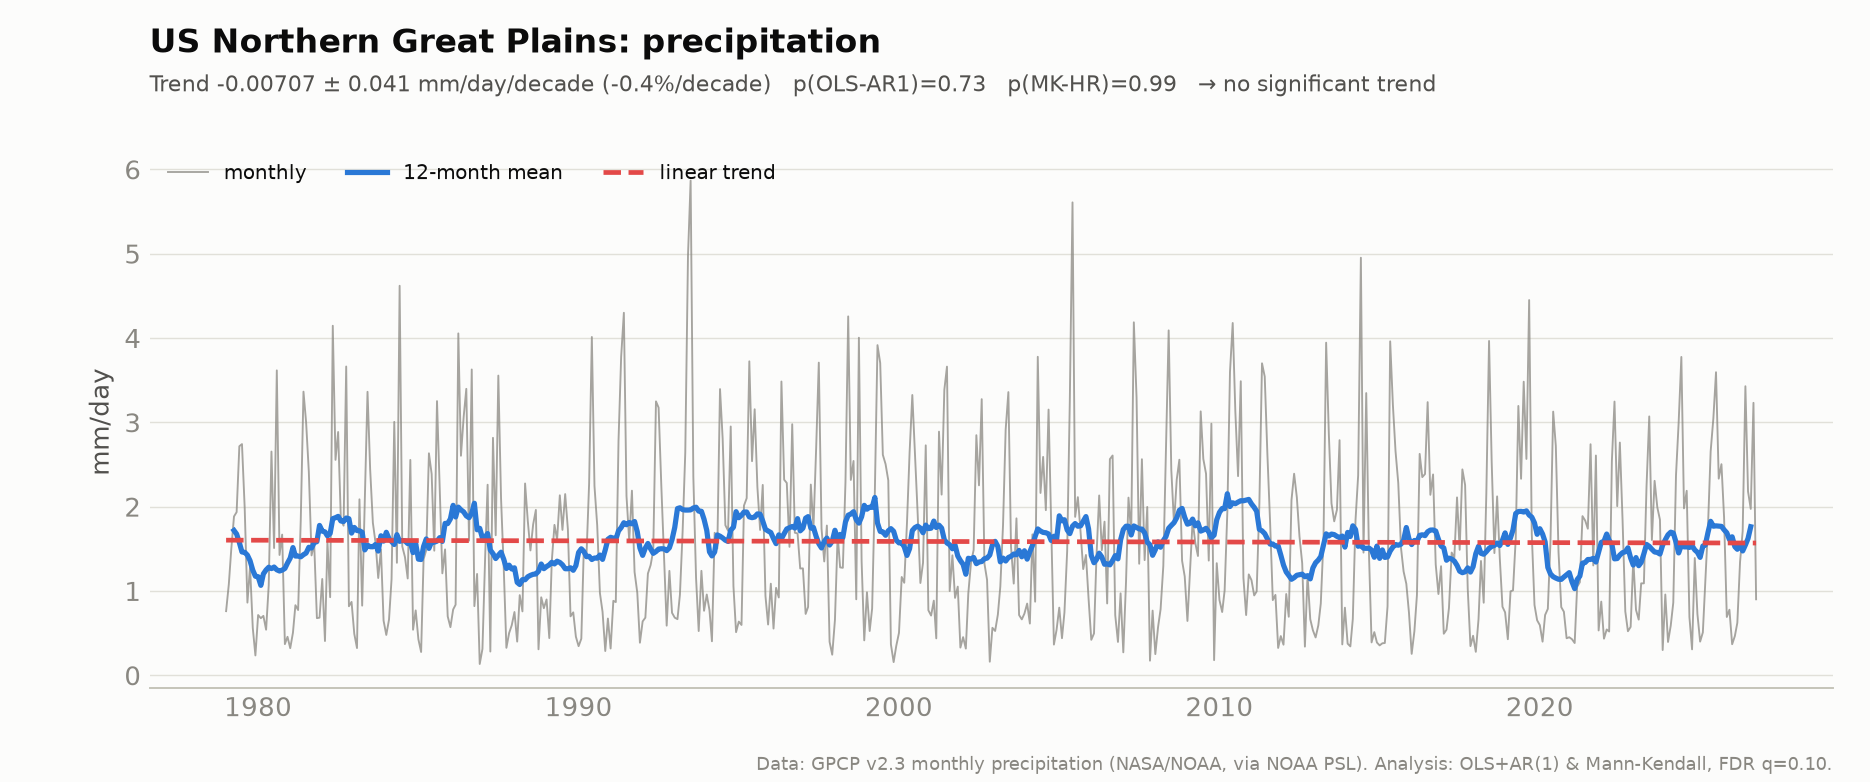 US Northern Great Plains: precipitation
Trend -0.00707 ± 0.041 mm/day/decade (-0.4%/decade)   p(OLS-AR1)=0.73   p(MK-HR)=0.99   → no significant trend
monthly   12-month mean   linear trend
6
5
4
3
2
1
0
mm/day
1980   1990   2000   2010   2020
Data: GPCP v2.3 monthly precipitation (NASA/NOAA, via NOAA PSL). Analysis: OLS+AR(1) & Mann-Kendall, FDR q=0.10.